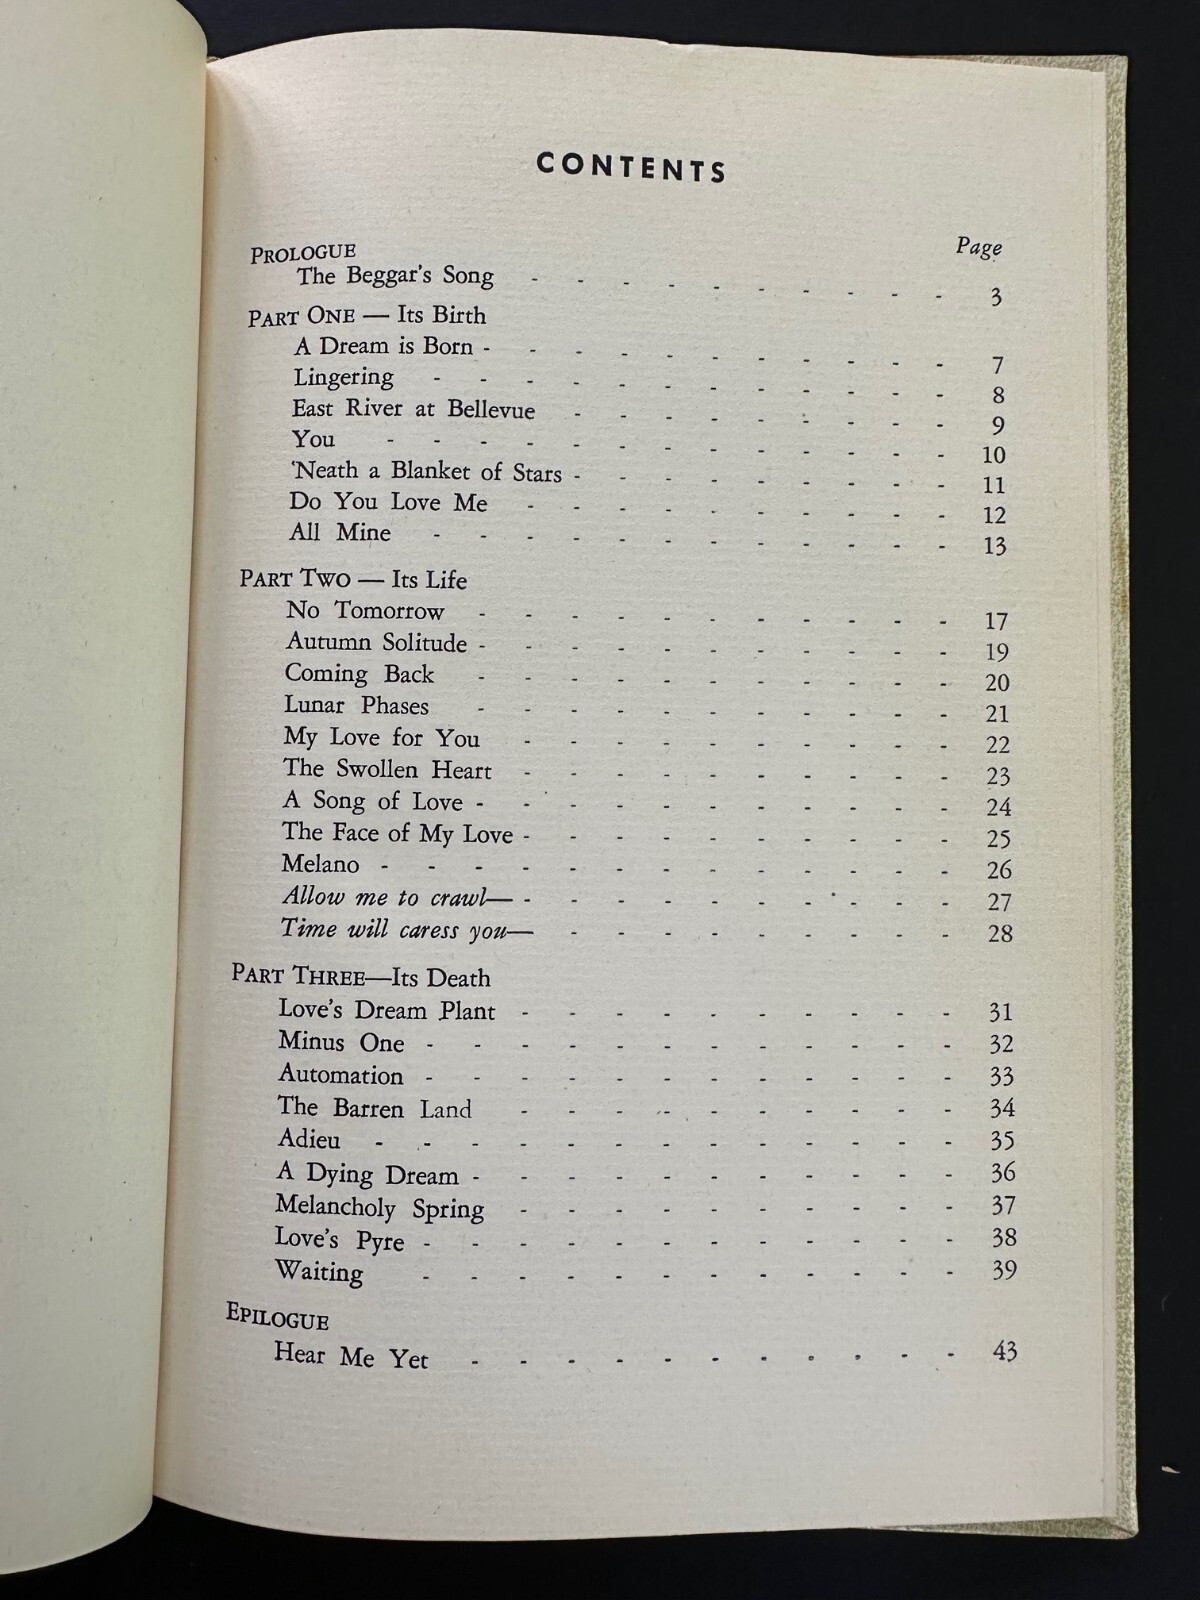 CONTENTS
PROLOGUE Page
The Beggar's Song - - - - - - - - - - 3
PART ONE — Its Birth
A Dream is Born - - - - - - - - - - - 7
Lingering - - - - - - - - - - - - 8
East River at Bellevue - - - - - - - - - 9
You - - - - - - - - - - - - - 10
'Neath a Blanket of Stars - - - - - - - - - 11
Do You Love Me - - - - - - - - - - 12
All Mine - - - - - - - - - - - - 13
PART TWO — Its Life
No Tomorrow - - - - - - - - - - - 17
Autumn Solitude - - - - - - - - - - - 19
Coming Back - - - - - - - - - - - 20
Lunar Phases - - - - - - - - - - - 21
My Love for You - - - - - - - - - - 22
The Swollen Heart - - - - - - - - - - 23
A Song of Love - - - - - - - - - - - 24
The Face of My Love - - - - - - - - - - 25
Melano - - - - - - - - - - - - - 26
Allow me to crawl— - - - - - - - - - - 27
Time will caress you— - - - - - - - - - 28
PART THREE—Its Death
Love's Dream Plant - - - - - - - - - - 31
Minus One - - - - - - - - - - - - 32
Automation - - - - - - - - - - - - 33
The Barren Land - - - - - - - - - - 34
Adieu - - - - - - - - - - - - - 35
A Dying Dream - - - - - - - - - - - 36
Melancholy Spring - - - - - - - - - - 37
Love's Pyre - - - - - - - - - - - - 38
Waiting - - - - - - - - - - - - 39
EPILOGUE
Hear Me Yet - - - - - - - - - - - 43